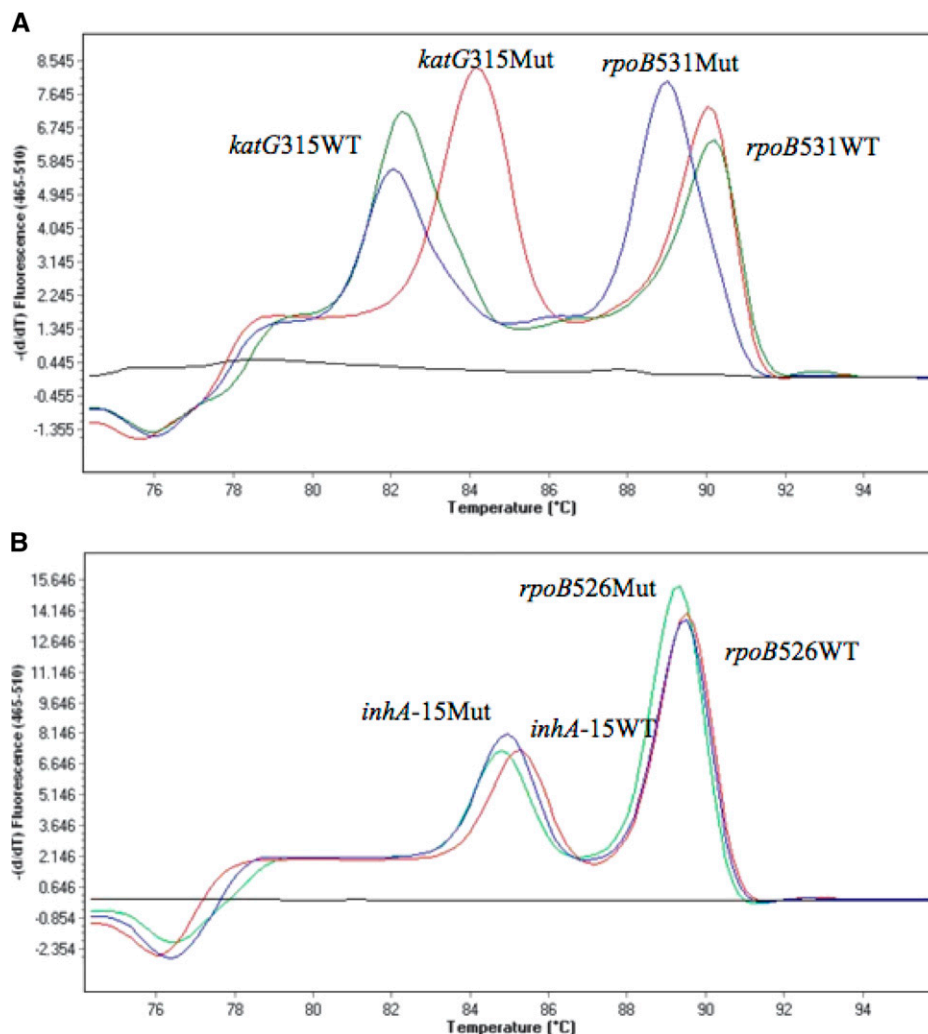 A
katG315Mut
rpoB531Mut
katG315WT
rpoB531WT
-(d/dT) Fluorescence (465-510)
8.545
7.645
6.745
5.845
4.945
4.045
3.145
2.245
1.345
0.445
-0.455
-1.355
76 78 80 82 84 86 88 90 92 94
Temperature (°C)
B
rpoB526Mut
rpoB526WT
inhA-15Mut
inhA-15WT
-(d/dT) Fluorescence (465-510)
15.646
14.146
12.646
11.146
9.646
8.146
6.646
5.146
3.646
2.146
0.646
-0.854
-2.354
76 78 80 82 84 86 88 90 92 94
Temperature (°C)